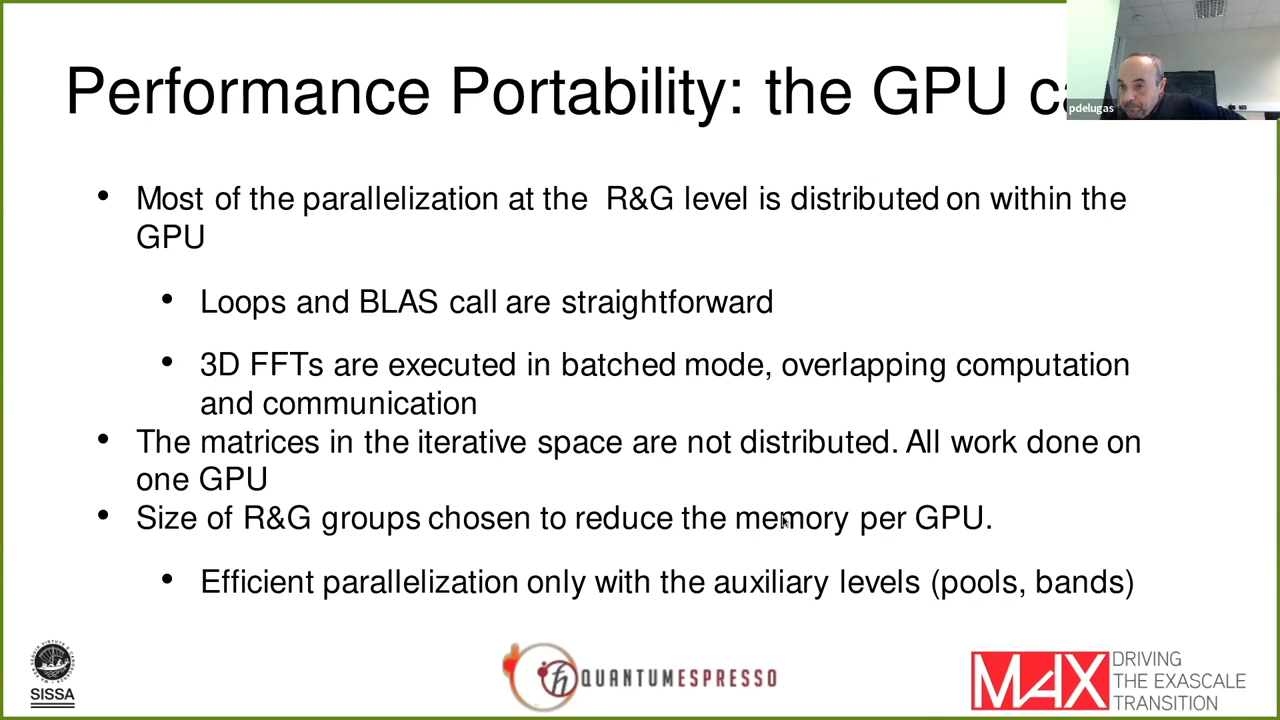 Performance Portability: the GPU
pdelugas
• Most of the parallelization at the R&G level is distributed on within the
GPU
• Loops and BLAS call are straightforward
• 3D FFTs are executed in batched mode, overlapping computation
and communication
• The matrices in the iterative space are not distributed. All work done on
one GPU
• Size of R&G groups chosen to reduce the memory per GPU.
• Efficient parallelization only with the auxiliary levels (pools, bands)
SISSA
QUANTUMESPRESSO
MAX
DRIVING
THE EXASCALE
TRANSITION